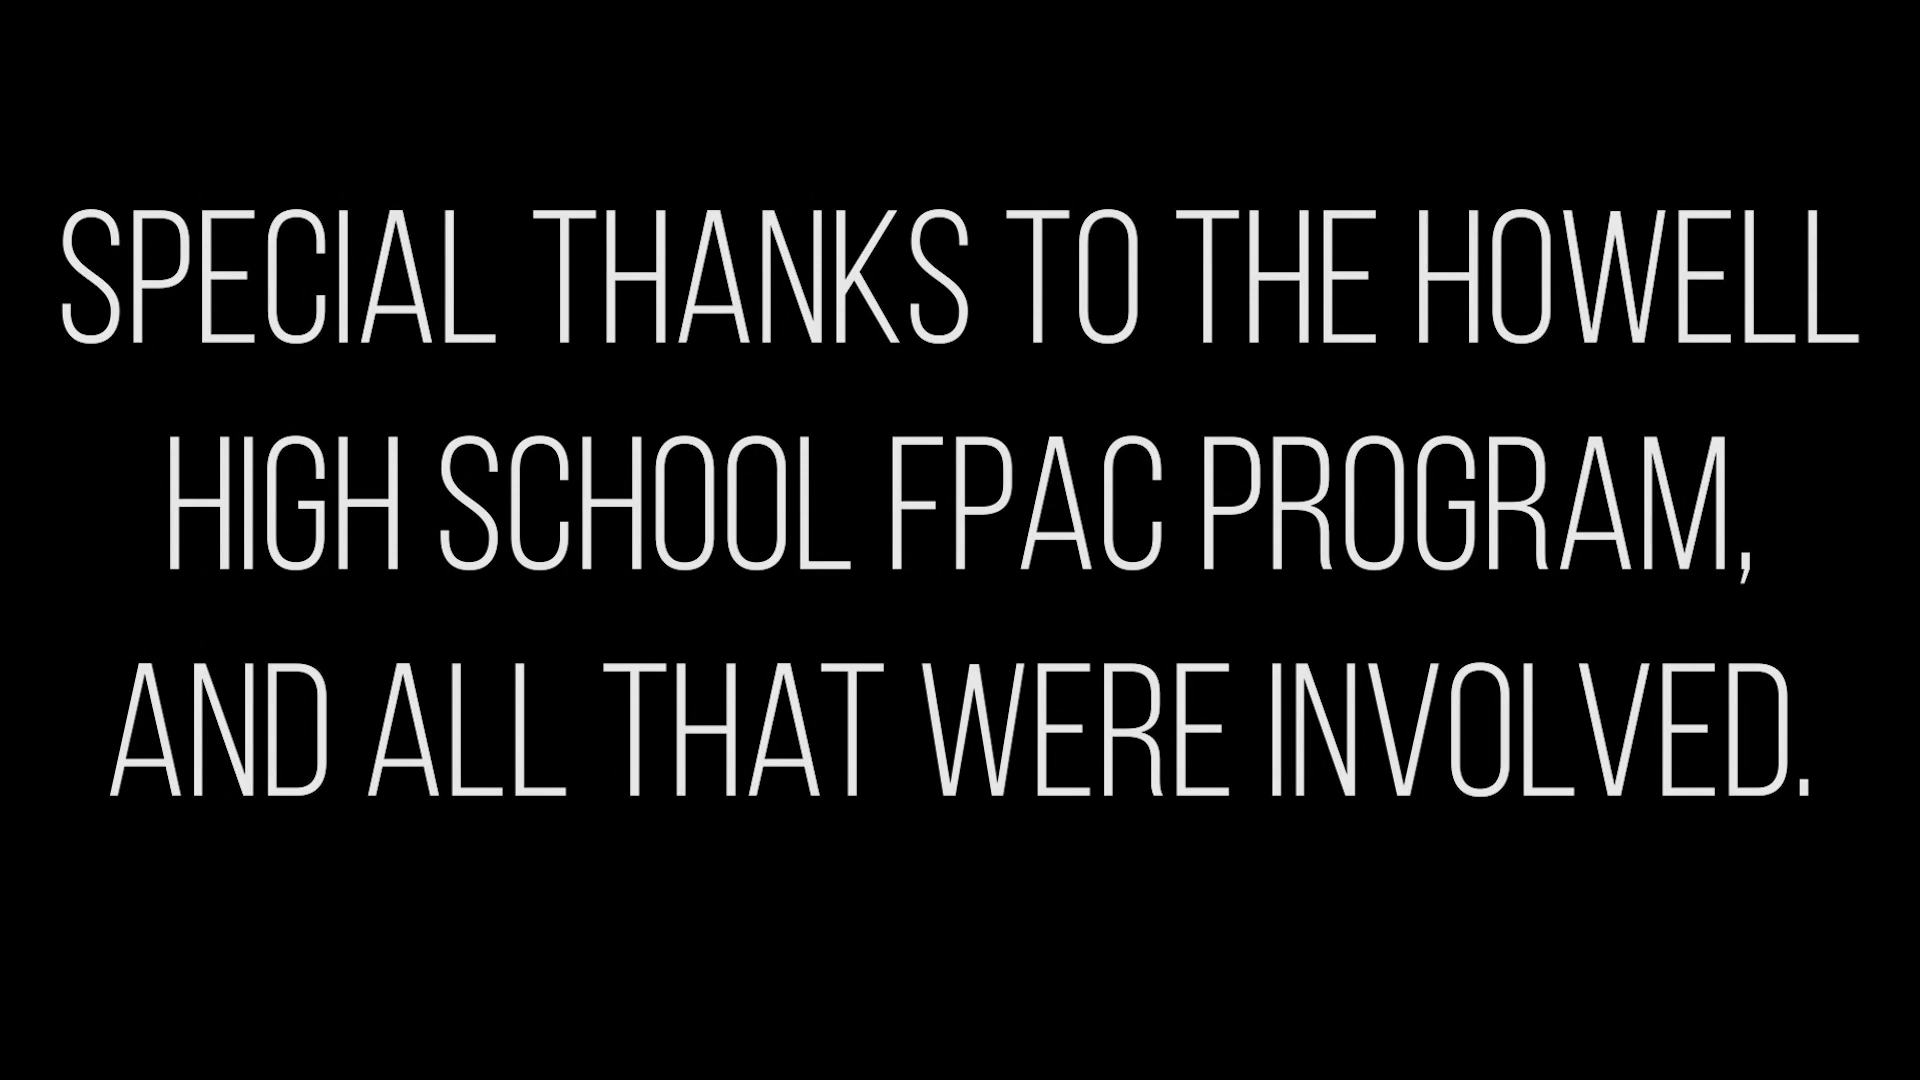 SPECIAL THANKS TO THE HOWELL
HIGH SCHOOL FPAC PROGRAM,
AND ALL THAT WERE INVOLVED.